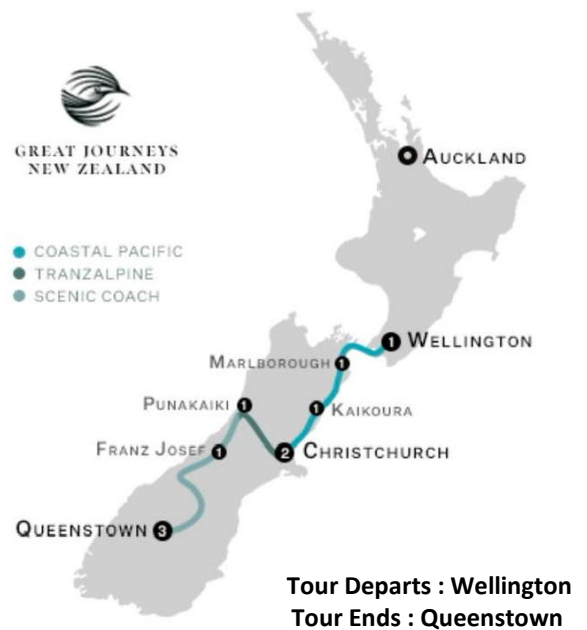 GREAT JOURNEYS
NEW ZEALAND
AUCKLAND
COASTAL PACIFIC
TRANZALPINE
SCENIC COACH
1 WELLINGTON
MARLBOROUGH 1
PUNAKAIKI 1
1 KAIKOURA
FRANZ JOSEF 1
2 CHRISTCHURCH
QUEENSTOWN 3
Tour Departs : Wellington
Tour Ends : Queenstown